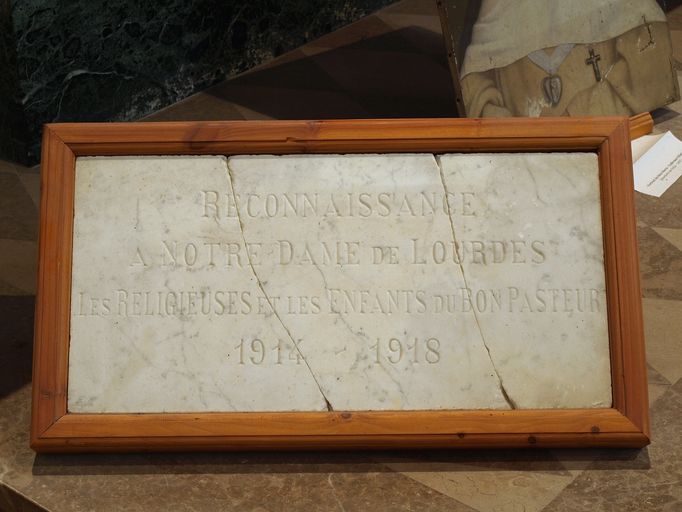 RECONNAISSANCE
A NOTRE-DAME DE LOURDES
LES RELIGIEUSES ET LES ENFANTS DU BON PASTEUR
1914 - 1918